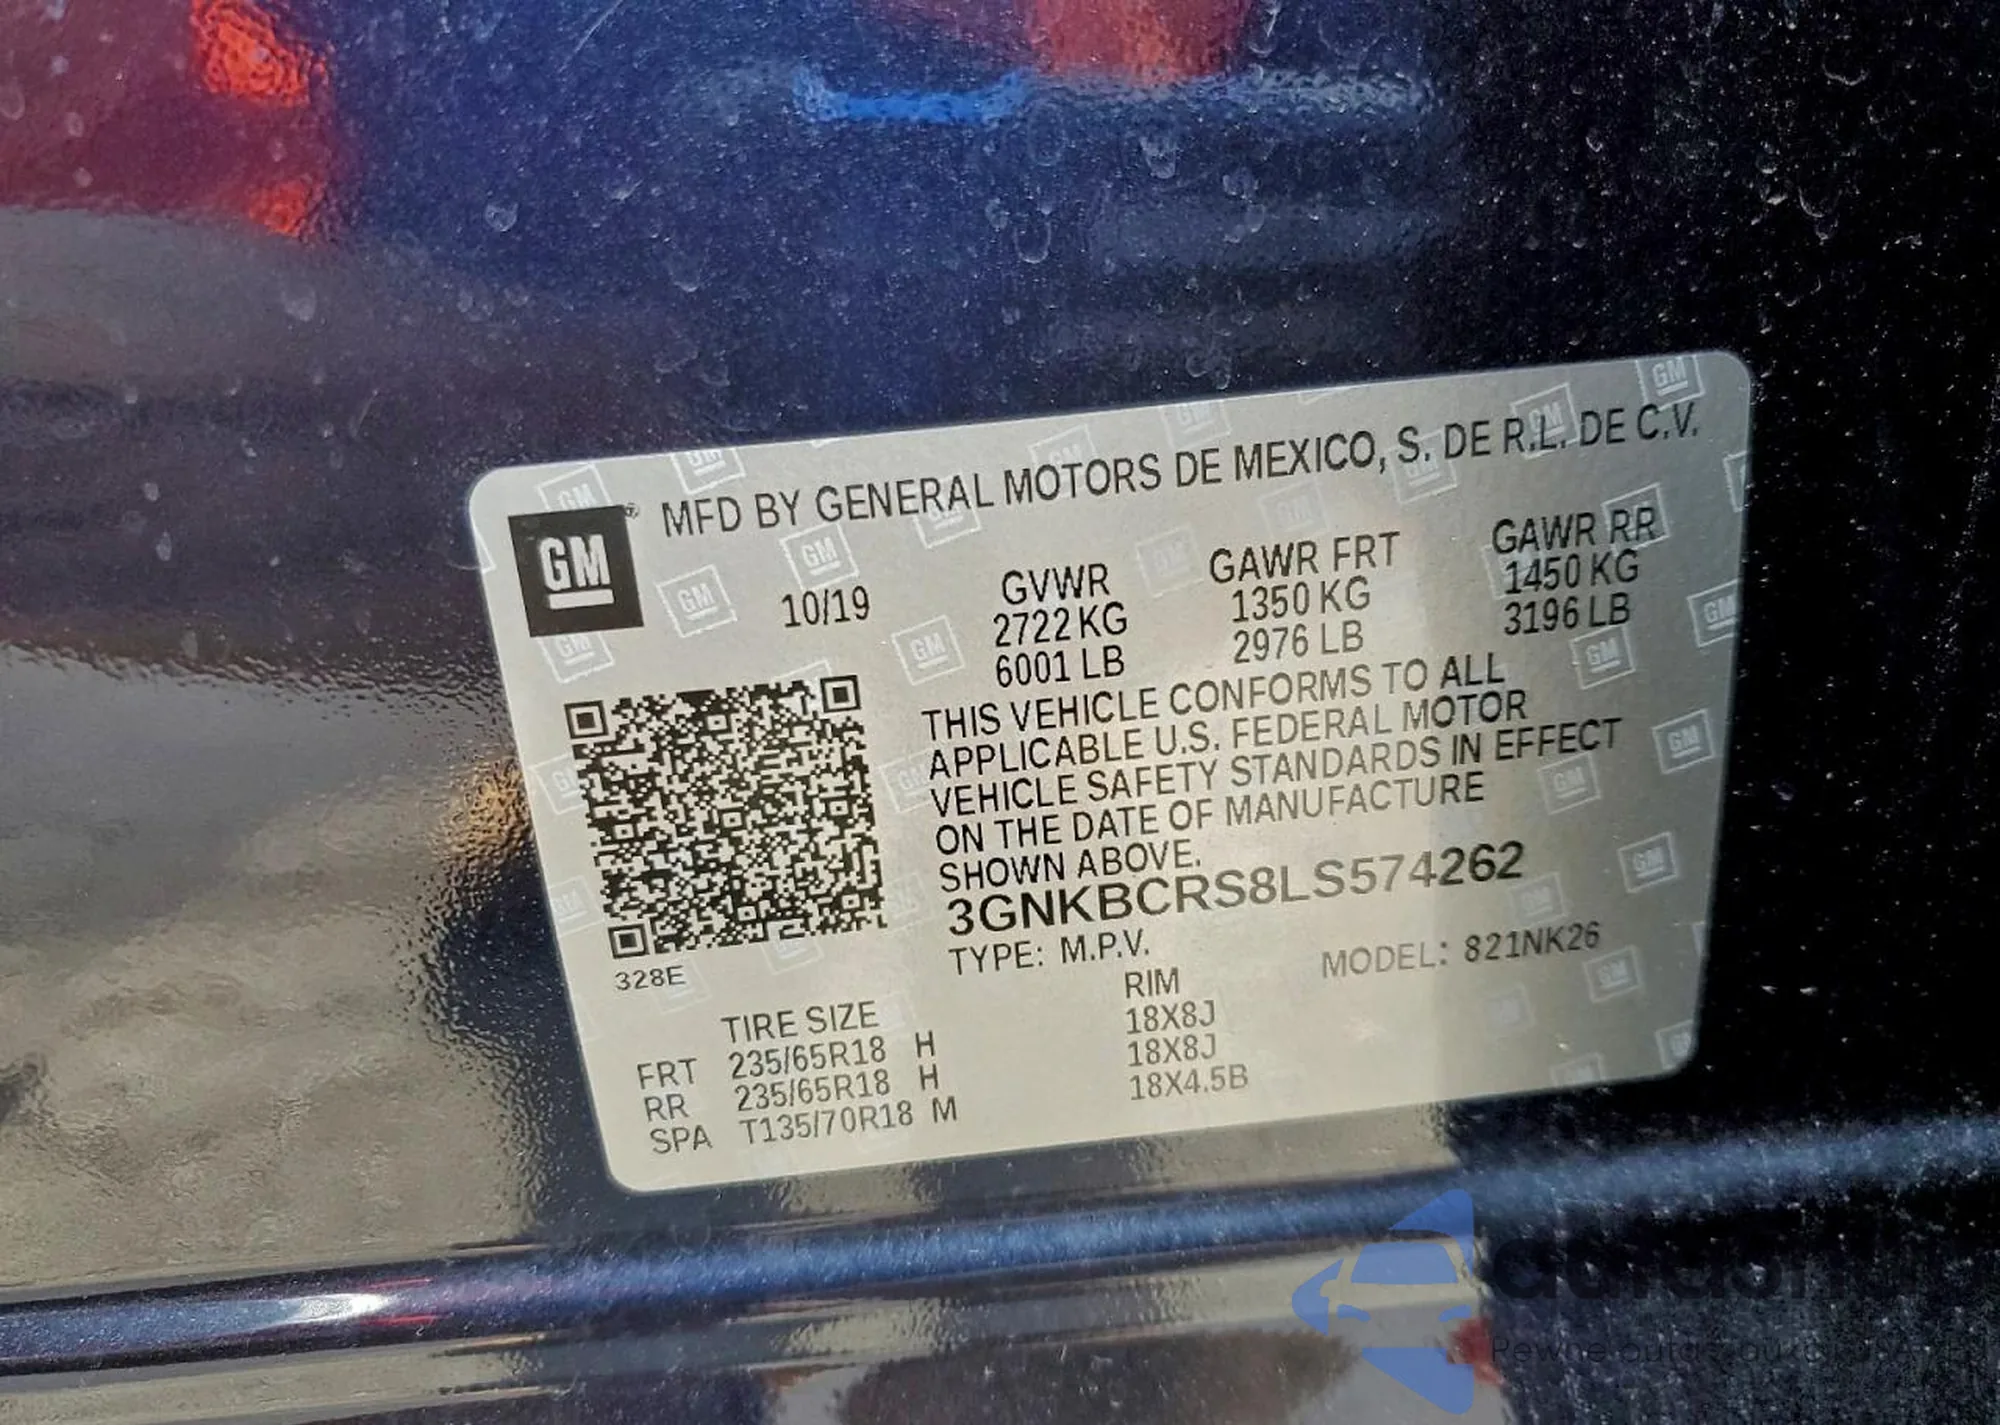 MFD BY GENERAL MOTORS DE MEXICO, S. DE R.L. DE C.V.
GM
10/19
GVWR GAWR FRT GAWR RR
2722 KG 1350 KG 1450 KG
6001 LB 2976 LB 3196 LB
THIS VEHICLE CONFORMS TO ALL
APPLICABLE U.S. FEDERAL MOTOR
VEHICLE SAFETY STANDARDS IN EFFECT
ON THE DATE OF MANUFACTURE
SHOWN ABOVE.
3GNKBCRS8LS574262
TYPE: M.P.V. MODEL: 821NK26
328E
TIRE SIZE RIM
FRT 235/65R18 H 18X8J
RR 235/65R18 H 18X8J
SPA T135/70R18 M 18X4.5B